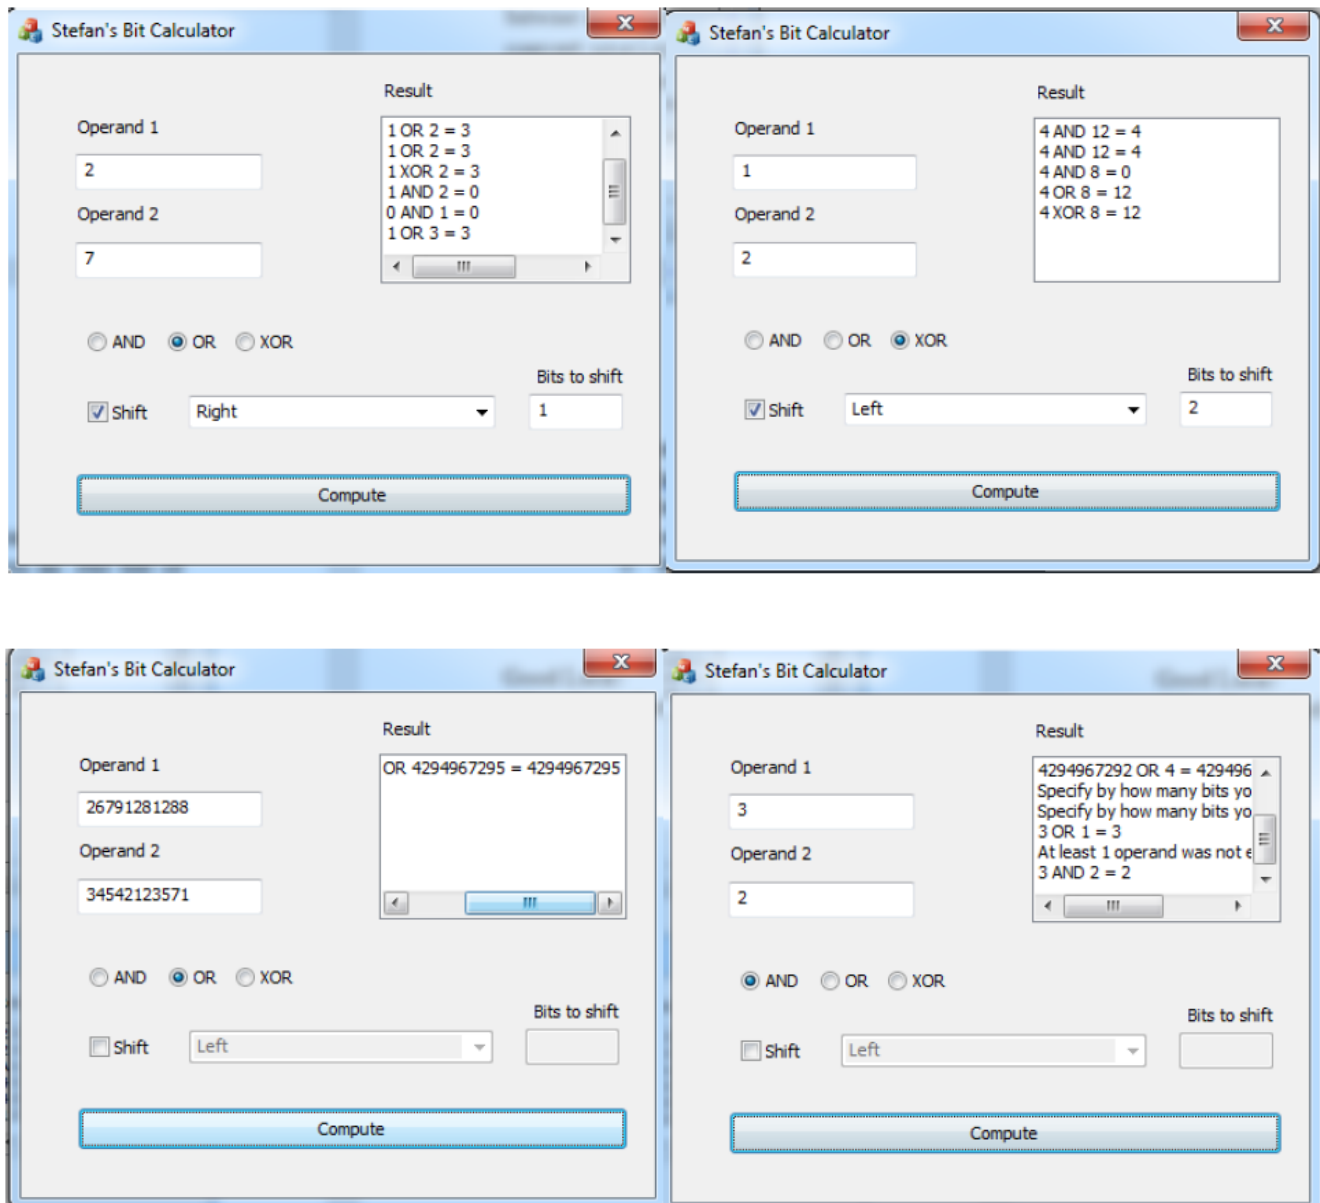 Stefan's Bit Calculator
Result
Operand 1
2
Operand 2
7
1 OR 2 = 3
1 OR 2 = 3
1 XOR 2 = 3
1 AND 2 = 0
0 AND 1 = 0
1 OR 3 = 3
AND OR XOR
Bits to shift
Shift Right 1
Compute
Stefan's Bit Calculator
Result
Operand 1
1
Operand 2
2
4 AND 12 = 4
4 AND 12 = 4
4 AND 8 = 0
4 OR 8 = 12
4 XOR 8 = 12
AND OR XOR
Bits to shift
Shift Left 2
Compute
Stefan's Bit Calculator
Result
Operand 1
26791281288
Operand 2
34542123571
OR 4294967295 = 4294967295
AND OR XOR
Bits to shift
Shift Left
Compute
Stefan's Bit Calculator
Result
Operand 1
3
Operand 2
2
4294967292 OR 4 = 429496
Specify by how many bits yo
Specify by how many bits yo
3 OR 1 = 3
At least 1 operand was not e
3 AND 2 = 2
AND OR XOR
Bits to shift
Shift Left
Compute